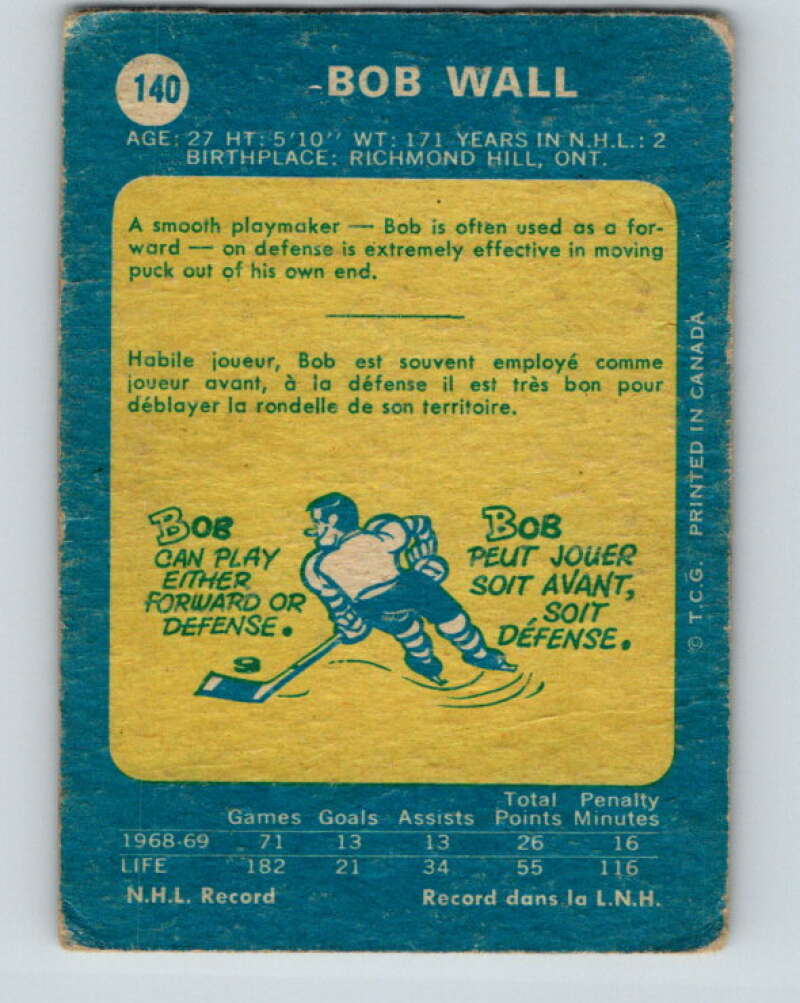 140
BOB WALL
AGE: 27 HT: 5'10" WT: 171 YEARS IN N.H.L.: 2
BIRTHPLACE: RICHMOND HILL, ONT.
A smooth playmaker — Bob is often used as a for-
ward — on defense is extremely effective in moving
puck out of his own end.
Habile joueur, Bob est souvent employé comme
joueur avant, à la défense il est très bon pour
déblayer la rondelle de son territoire.
BOB
CAN PLAY
EITHER
FORWARD OR
DEFENSE.
BOB
PEUT JOUER
SOIT AVANT,
SOIT
DÉFENSE.
© T.C.G. PRINTED IN CANADA
Games Goals Assists Total Points Penalty Minutes
1968-69 71 13 13 26 16
LIFE 182 21 34 55 116
N.H.L. Record Record dans la L.N.H.